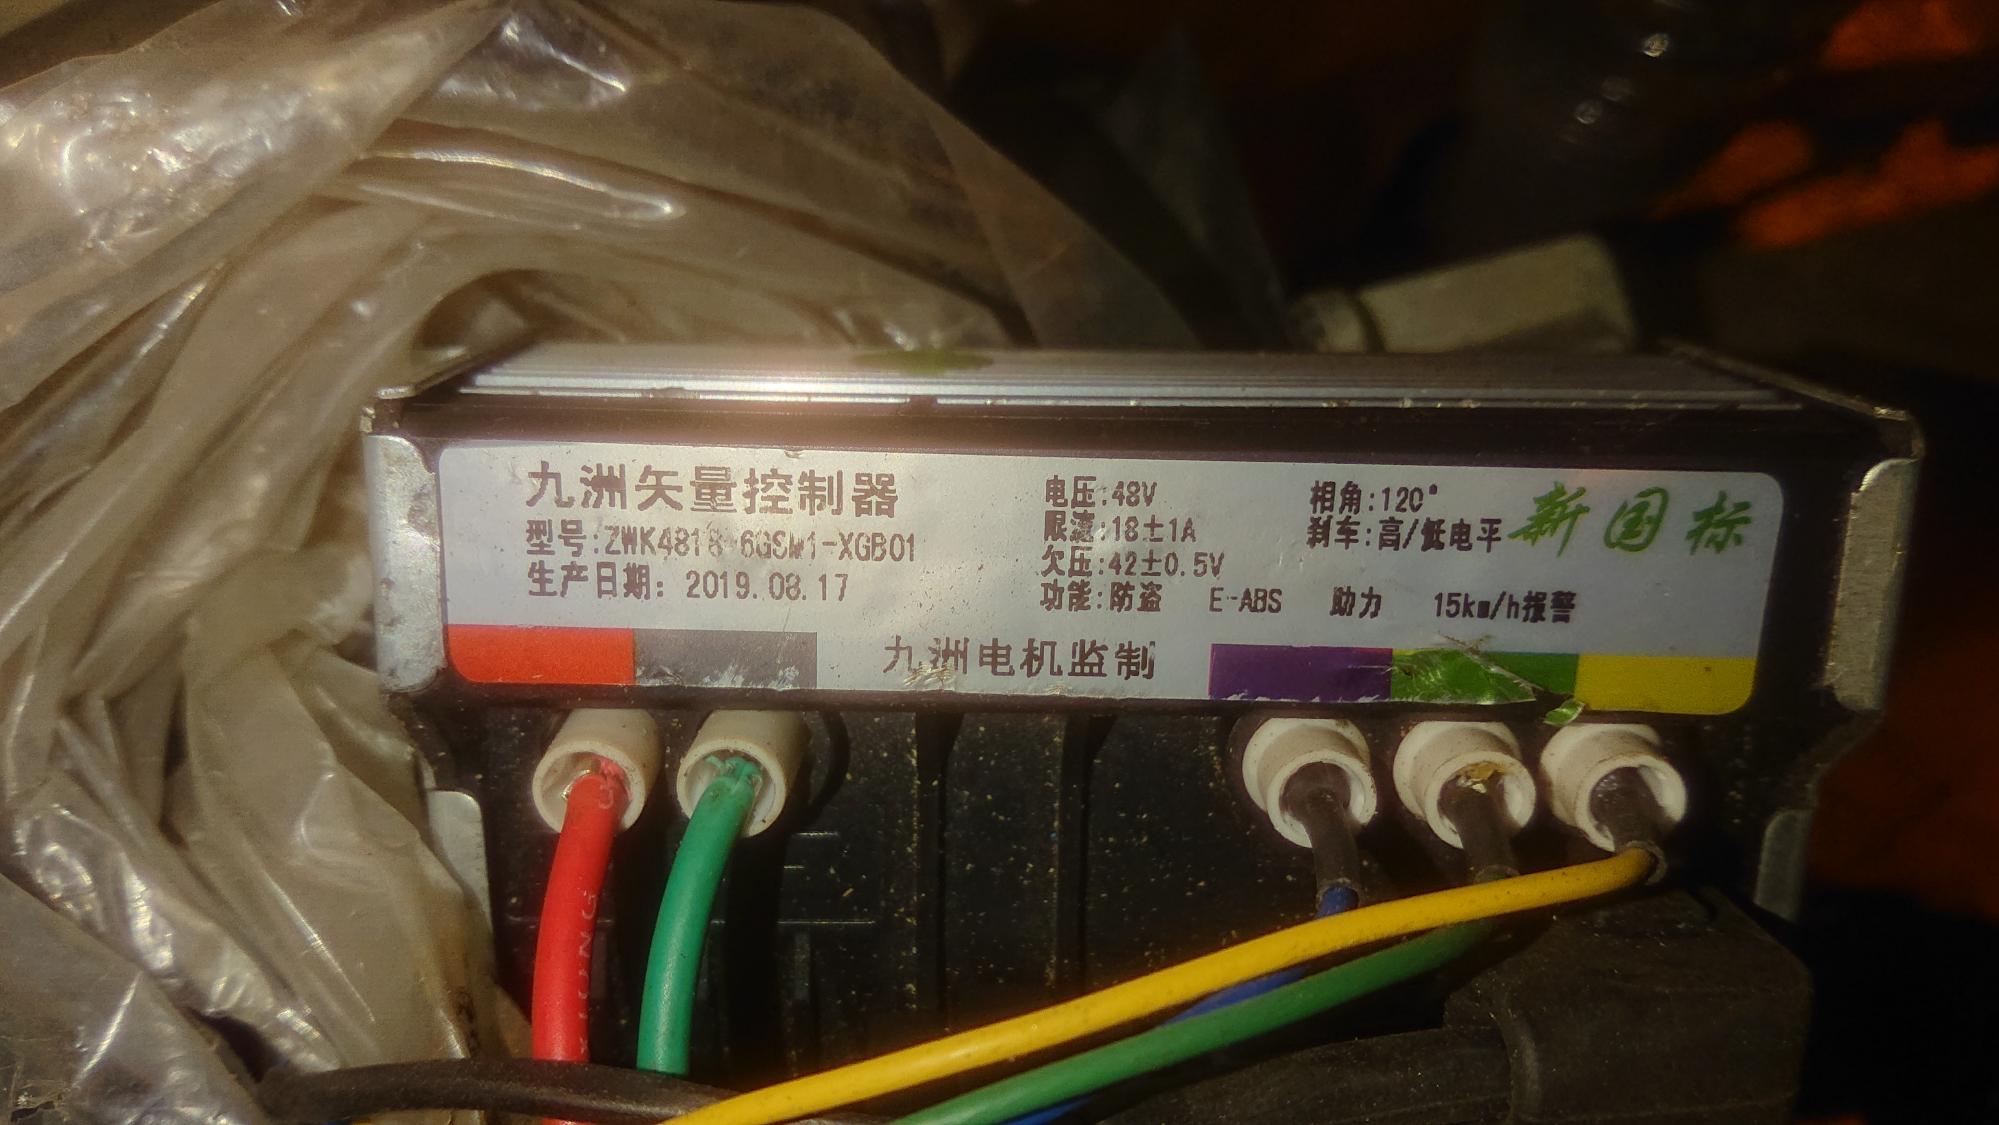 九洲矢量控制器
型号:ZWK4818-6GSM1-XGB01
生产日期: 2019.08.17
电压:48V
限流:18±1A
欠压:42±0.5V
功能:防盗 E-ABS 助力 15km/h报警
相角:120°
刹车:高/低电平
新国标
九洲电机监制